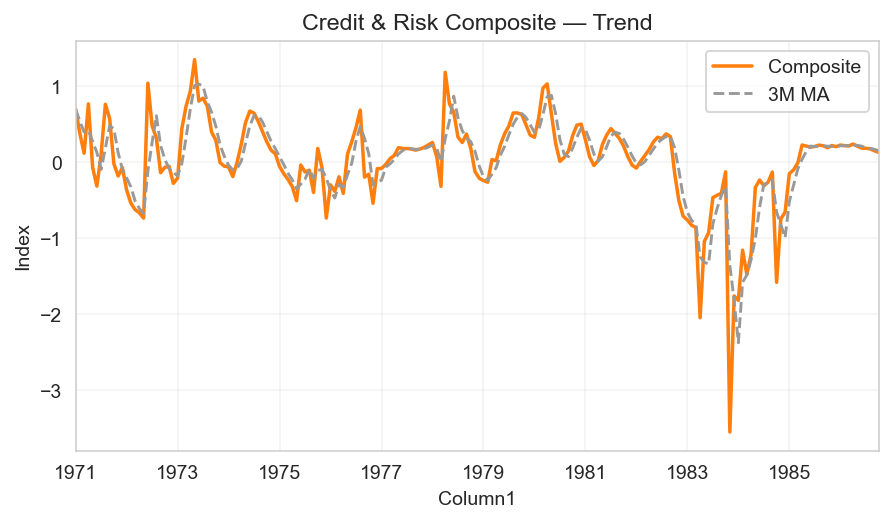 Credit & Risk Composite — Trend
Composite
3M MA
1
0
−1
−2
−3
Index
1971
1973
1975
1977
1979
1981
1983
1985
Column1